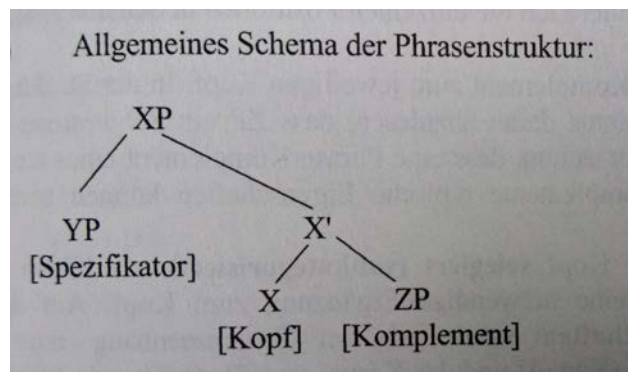 Allgemeines Schema der Phrasenstruktur:
XP
YP X'
[Spezifikator]
X ZP
[Kopf] [Komplement]